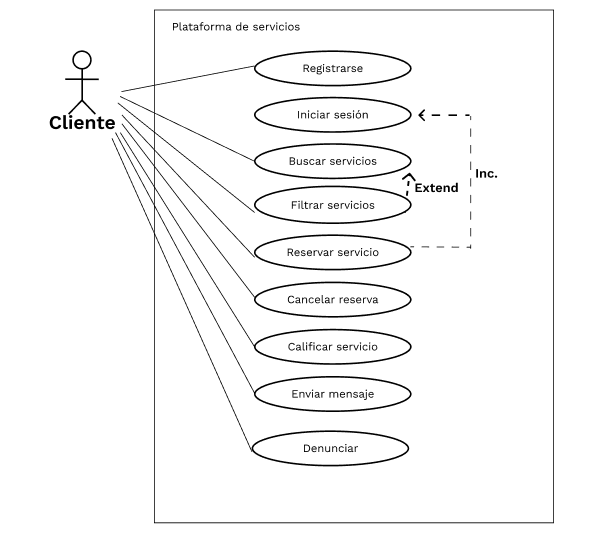 Plataforma de servicios
Registrarse
Cliente
Iniciar sesión
Buscar servicios
Inc.
Extend
Filtrar servicios
Reservar servicio
Cancelar reserva
Calificar servicio
Enviar mensaje
Denunciar